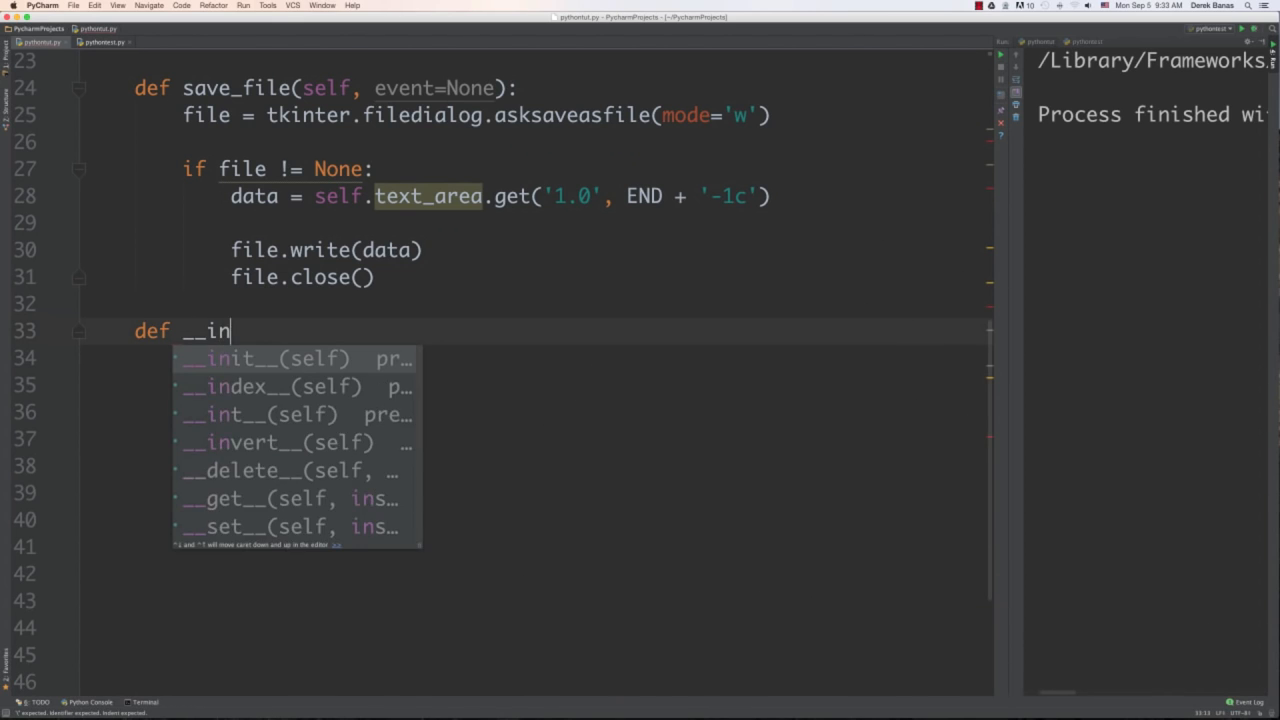 PyCharm File Edit View Navigate Code Refactor Run Tools VCS Window Help 10 Mon Sep 5 9:33 AM Derek Banas
pythontut.py - PycharmProjects - [~/PycharmProjects]
PycharmProjects pythontut.py pythontest
pythontut.py pythontest.py Run: pythontest pythontest
1: Project
7: Structure
2: Favorites
Run
23
24 def save_file(self, event=None):
25 file = tkinter.filedialog.asksaveasfile(mode='w')
26
27 if file != None:
28 data = self.text_area.get('1.0', END + '-1c')
29
30 file.write(data)
31 file.close()
32
33 def __in
34 __init__(self) pr…
35 __index__(self) p…
36 __int__(self) pre…
37 __invert__(self) …
38 __delete__(self, …
39 __get__(self, ins…
40 __set__(self, ins…
^↓ and ^↑ will move caret down and up in the editor >>
41
42
43
44
45
46
/Library/Frameworks
Process finished wi
6: TODO Python Console Terminal Event Log
'(' expected. Identifier expected. Indent expected. 33:13 LF÷ UTF-8÷